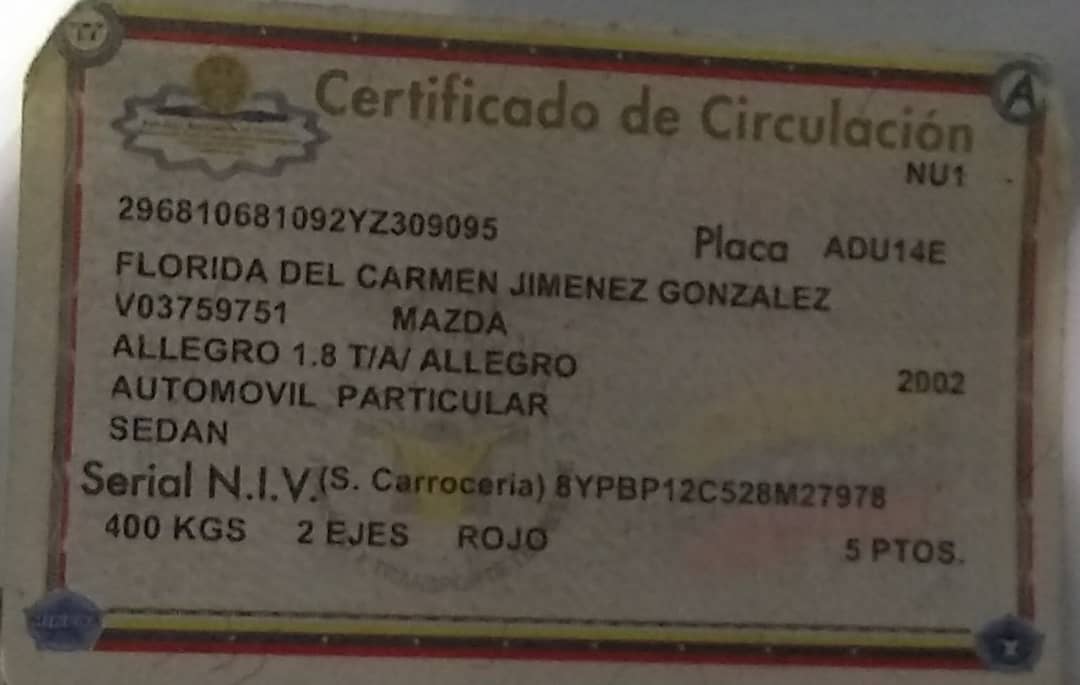 Certificado de Circulación
NU1
296810681092YZ309095
Placa ADU14E
FLORIDA DEL CARMEN JIMENEZ GONZALEZ
V03759751 MAZDA
ALLEGRO 1.8 T/A/ ALLEGRO
2002
AUTOMOVIL PARTICULAR
SEDAN
Serial N.I.V.(S. Carroceria) 8YPBP12C528M27978
400 KGS 2 EJES ROJO
5 PTOS.